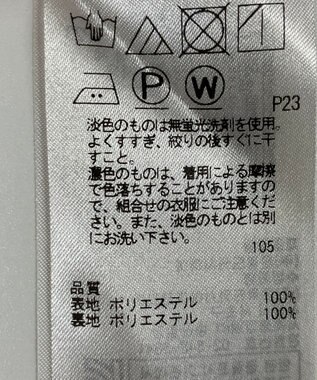 P
W
P23
淡色のものは無蛍光洗剤を使用。
よくすすぎ、絞りの後すぐに干
すこと。
濃色のものは、着用による摩擦
で色落ちすることがありますの
で、組合せの衣服にご注意くだ
さい。また、淡色のものとは別
にお洗い下さい。
105
品質
表地 ポリエステル 100%
裏地 ポリエステル 100%